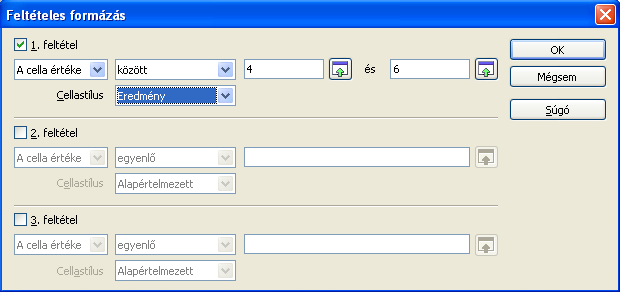 Feltételes formázás
1. feltétel
OK
A cella értéke között 4 és 6
Mégsem
Cellastílus Eredmény
Súgó
2. feltétel
A cella értéke egyenlő
Cellastílus Alapértelmezett
3. feltétel
A cella értéke egyenlő
Cellastílus Alapértelmezett